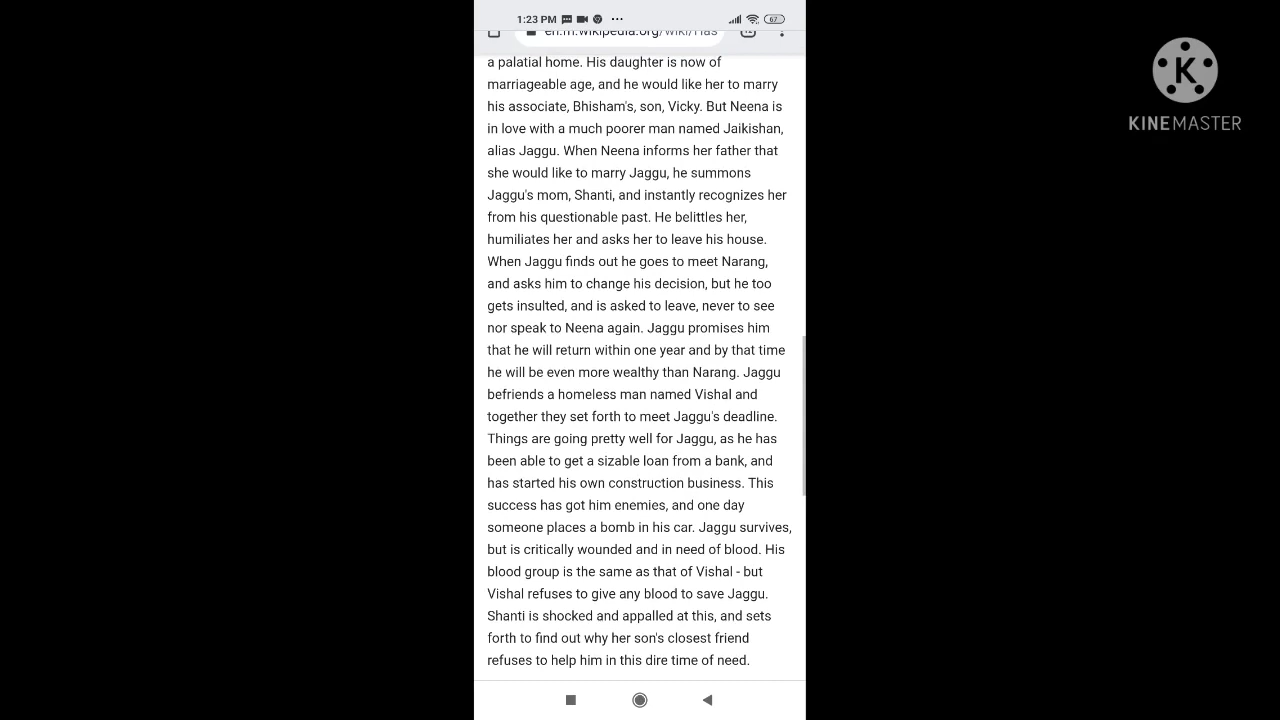 1:23 PM ...
67
en.m.wikipedia.org/wiki/Has
a palatial home. His daughter is now of
marriageable age, and he would like her to marry
his associate, Bhisham's, son, Vicky. But Neena is
in love with a much poorer man named Jaikishan,
alias Jaggu. When Neena informs her father that
she would like to marry Jaggu, he summons
Jaggu's mom, Shanti, and instantly recognizes her
from his questionable past. He belittles her,
humiliates her and asks her to leave his house.
When Jaggu finds out he goes to meet Narang,
and asks him to change his decision, but he too
gets insulted, and is asked to leave, never to see
nor speak to Neena again. Jaggu promises him
that he will return within one year and by that time
he will be even more wealthy than Narang. Jaggu
befriends a homeless man named Vishal and
together they set forth to meet Jaggu's deadline.
Things are going pretty well for Jaggu, as he has
been able to get a sizable loan from a bank, and
has started his own construction business. This
success has got him enemies, and one day
someone places a bomb in his car. Jaggu survives,
but is critically wounded and in need of blood. His
blood group is the same as that of Vishal - but
Vishal refuses to give any blood to save Jaggu.
Shanti is shocked and appalled at this, and sets
forth to find out why her son's closest friend
refuses to help him in this dire time of need.
K
KINEMASTER